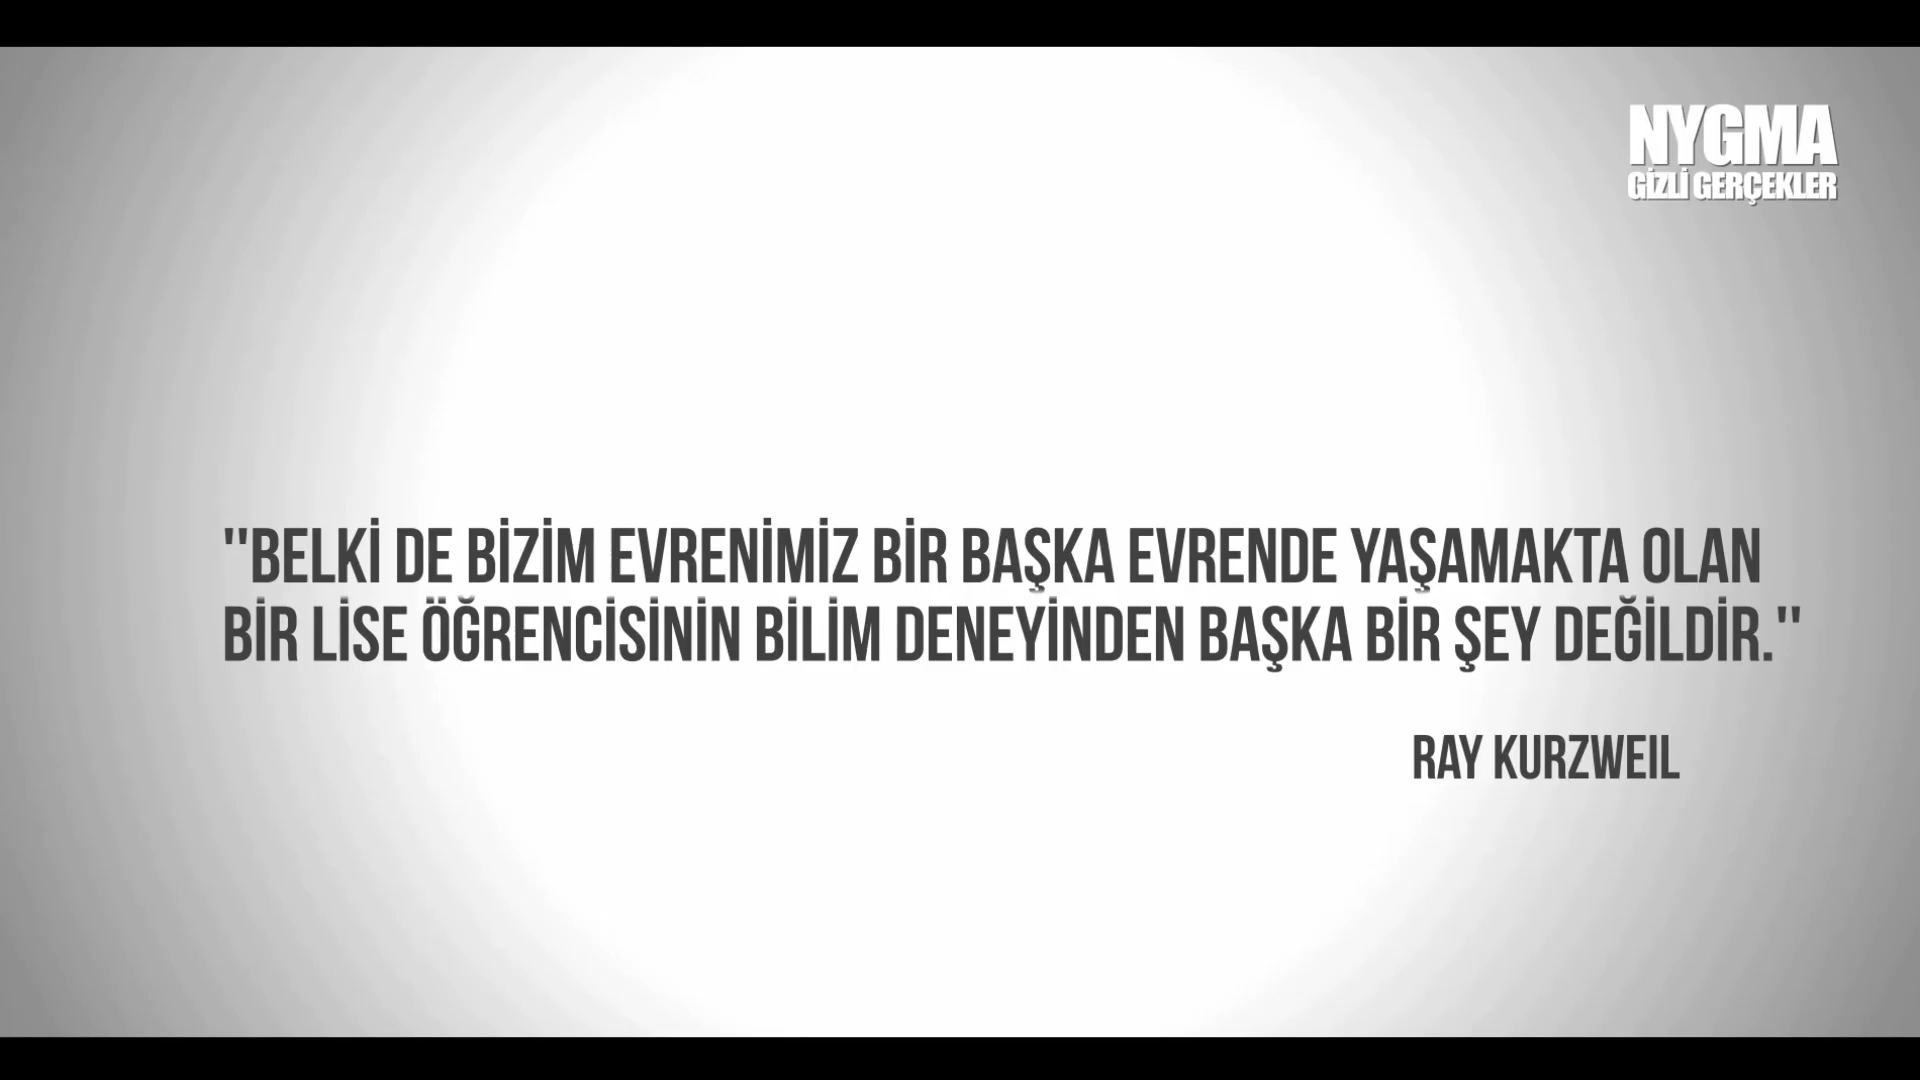 NYGMA
GİZLİ GERÇEKLER
"BELKİ DE BİZİM EVRENİMİZ BİR BAŞKA EVRENDE YAŞAMAKTA OLAN
BİR LİSE ÖĞRENCİSİNİN BİLİM DENEYİNDEN BAŞKA BİR ŞEY DEĞİLDİR."
RAY KURZWEIL